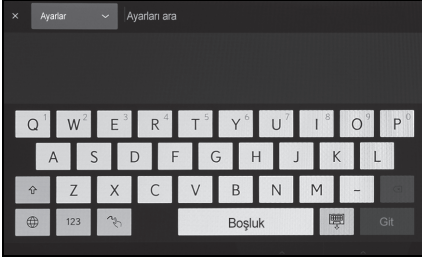 × Ayarlar Ayarları ara
Q 1 W 2 E 3 R 4 T 5 Y 6 U 7 I 8 O 9 P 0
A S D F G H J K L
Z X C V B N M -
123 Boşluk Git